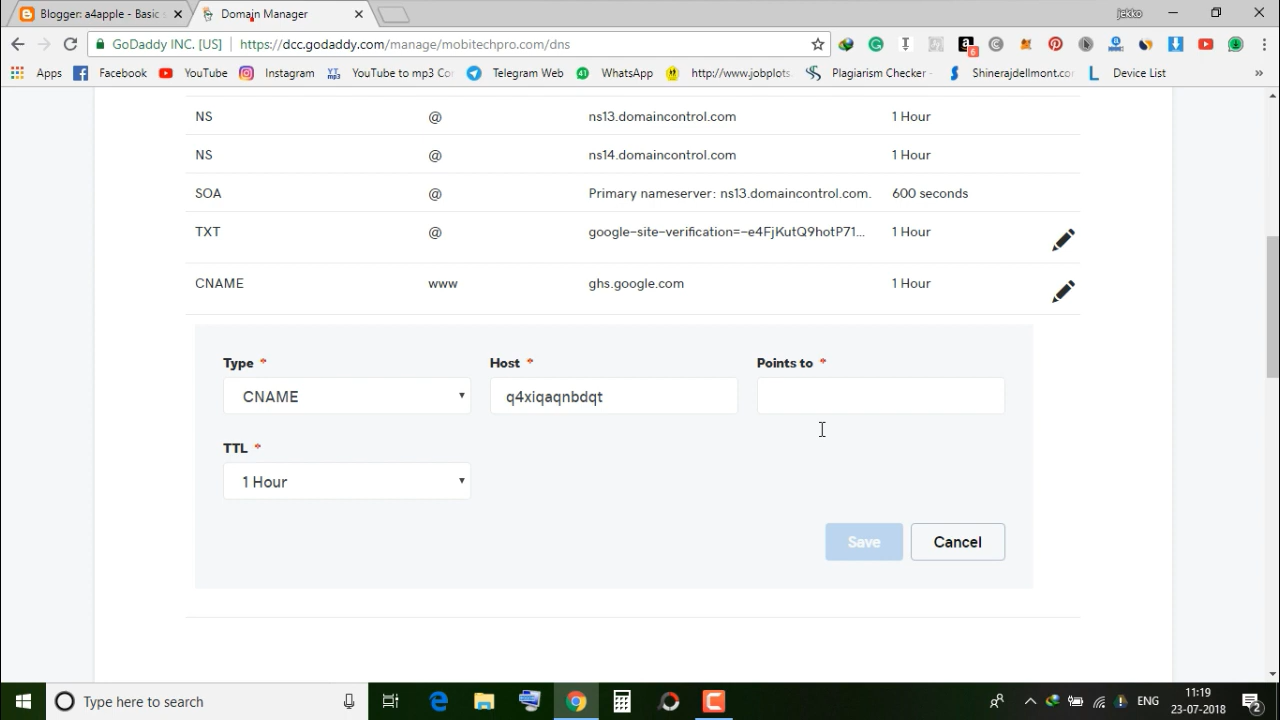 Blogger: a4apple - Basic
Domain Manager
jekko
GoDaddy INC. [US]
https://dcc.godaddy.com/manage/mobitechpro.com/dns
6
Apps
Facebook
YouTube
Instagram
YouTube to mp3 Co
Telegram Web
41
WhatsApp
http://www.jobplots
Plagiarism Checker -
Shinerajdellmont.co
Device List
»
NS @ ns13.domaincontrol.com 1 Hour
NS @ ns14.domaincontrol.com 1 Hour
SOA @ Primary nameserver: ns13.domaincontrol.com. 600 seconds
TXT @ google-site-verification=-e4FjKutQ9hotP71... 1 Hour
CNAME www ghs.google.com 1 Hour
Type * Host * Points to *
CNAME q4xiqaqnbdqt
TTL *
1 Hour
Save Cancel
Type here to search
ENG
11:19
23-07-2018
2